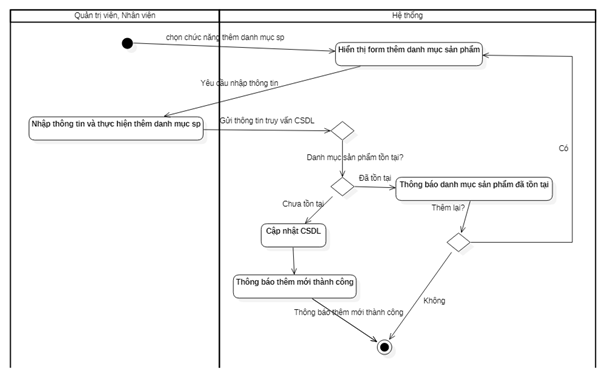 Quản trị viên, Nhân viên
Hệ thống
chọn chức năng thêm danh mục sp
Hiển thị form thêm danh mục sản phẩm
Yêu cầu nhập thông tin
Nhập thông tin và thực hiện thêm danh mục sp
Gửi thông tin truy vấn CSDL
Có
Danh mục sản phẩm tồn tại?
Đã tồn tại
Thông báo danh mục sản phẩm đã tồn tại
Chưa tồn tại
Thêm lại?
Cập nhật CSDL
Thông báo thêm mới thành công
Không
Thông báo thêm mới thành công